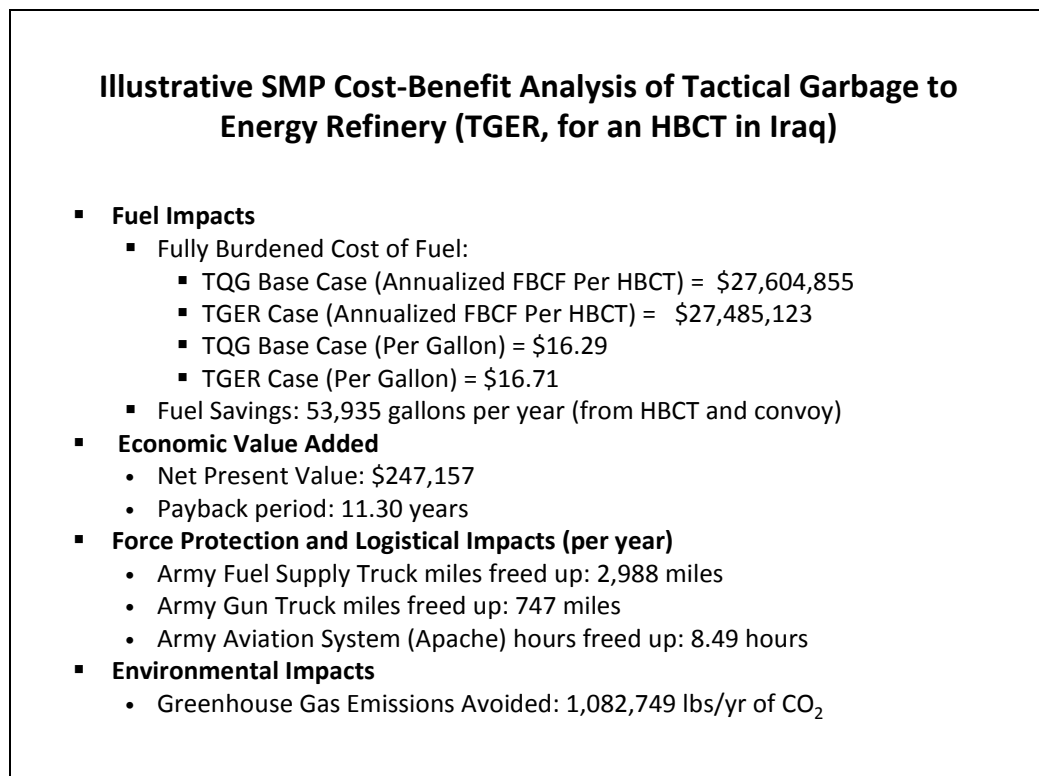 Illustrative SMP Cost-Benefit Analysis of Tactical Garbage to
Energy Refinery (TGER, for an HBCT in Iraq)
▪ Fuel Impacts
▪ Fully Burdened Cost of Fuel:
▪ TQG Base Case (Annualized FBCF Per HBCT) = $27,604,855
▪ TGER Case (Annualized FBCF Per HBCT) = $27,485,123
▪ TQG Base Case (Per Gallon) = $16.29
▪ TGER Case (Per Gallon) = $16.71
▪ Fuel Savings: 53,935 gallons per year (from HBCT and convoy)
▪ Economic Value Added
• Net Present Value: $247,157
• Payback period: 11.30 years
▪ Force Protection and Logistical Impacts (per year)
• Army Fuel Supply Truck miles freed up: 2,988 miles
• Army Gun Truck miles freed up: 747 miles
• Army Aviation System (Apache) hours freed up: 8.49 hours
▪ Environmental Impacts
• Greenhouse Gas Emissions Avoided: 1,082,749 lbs/yr of CO₂